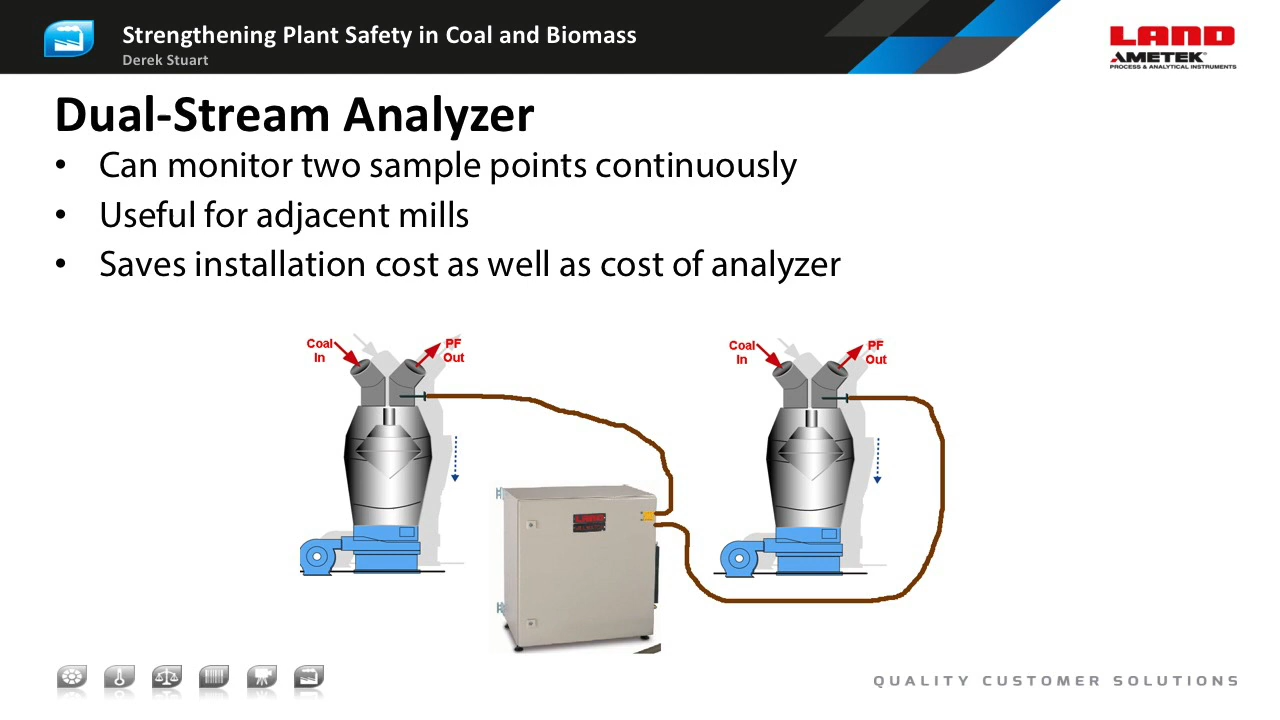 Strengthening Plant Safety in Coal and Biomass
Derek Stuart
LAND
AMETEK
PROCESS & ANALYTICAL INSTRUMENTS
Dual-Stream Analyzer
• Can monitor two sample points continuously
• Useful for adjacent mills
• Saves installation cost as well as cost of analyzer
Coal In
PF Out
Coal In
PF Out
LAND
QUALITY CUSTOMER SOLUTIONS